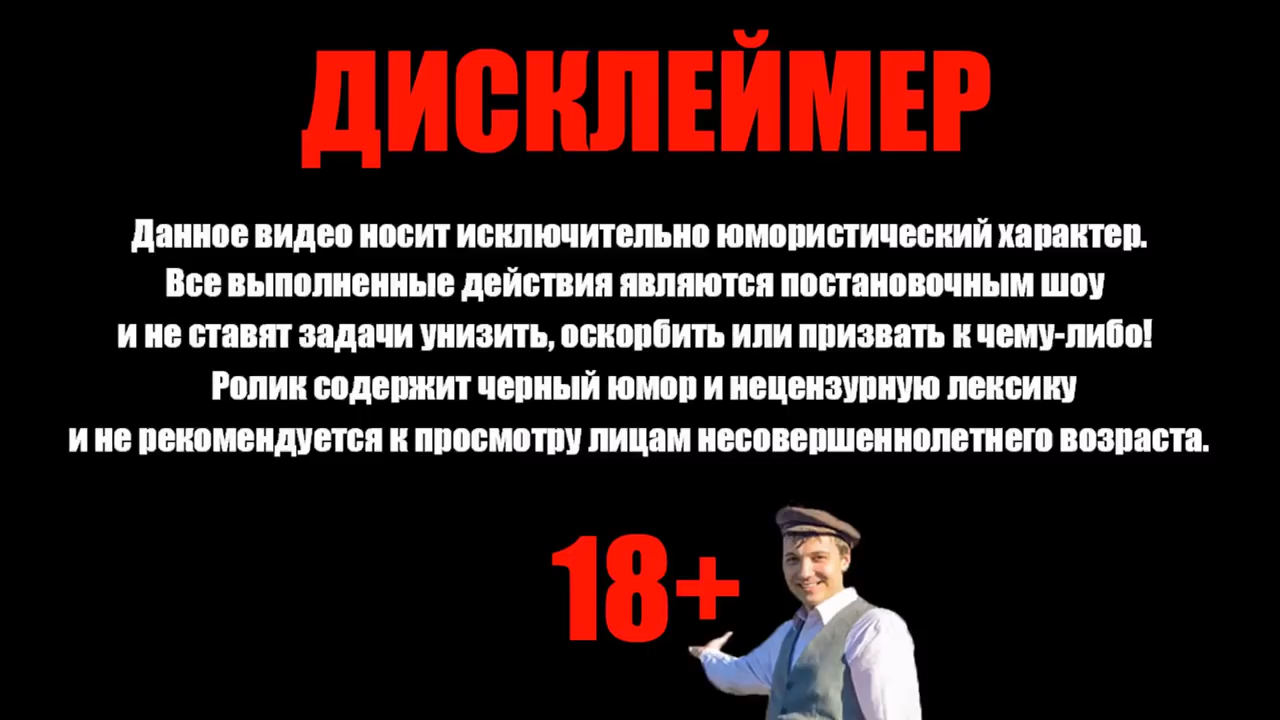 ДИСКЛЕЙМЕР
Данное видео носит исключительно юмористический характер.
Все выполненные действия являются постановочным шоу
и не ставят задачи унизить, оскорбить или призвать к чему-либо!
Ролик содержит черный юмор и нецензурную лексику
и не рекомендуется к просмотру лицам несовершеннолетнего возраста.
18+